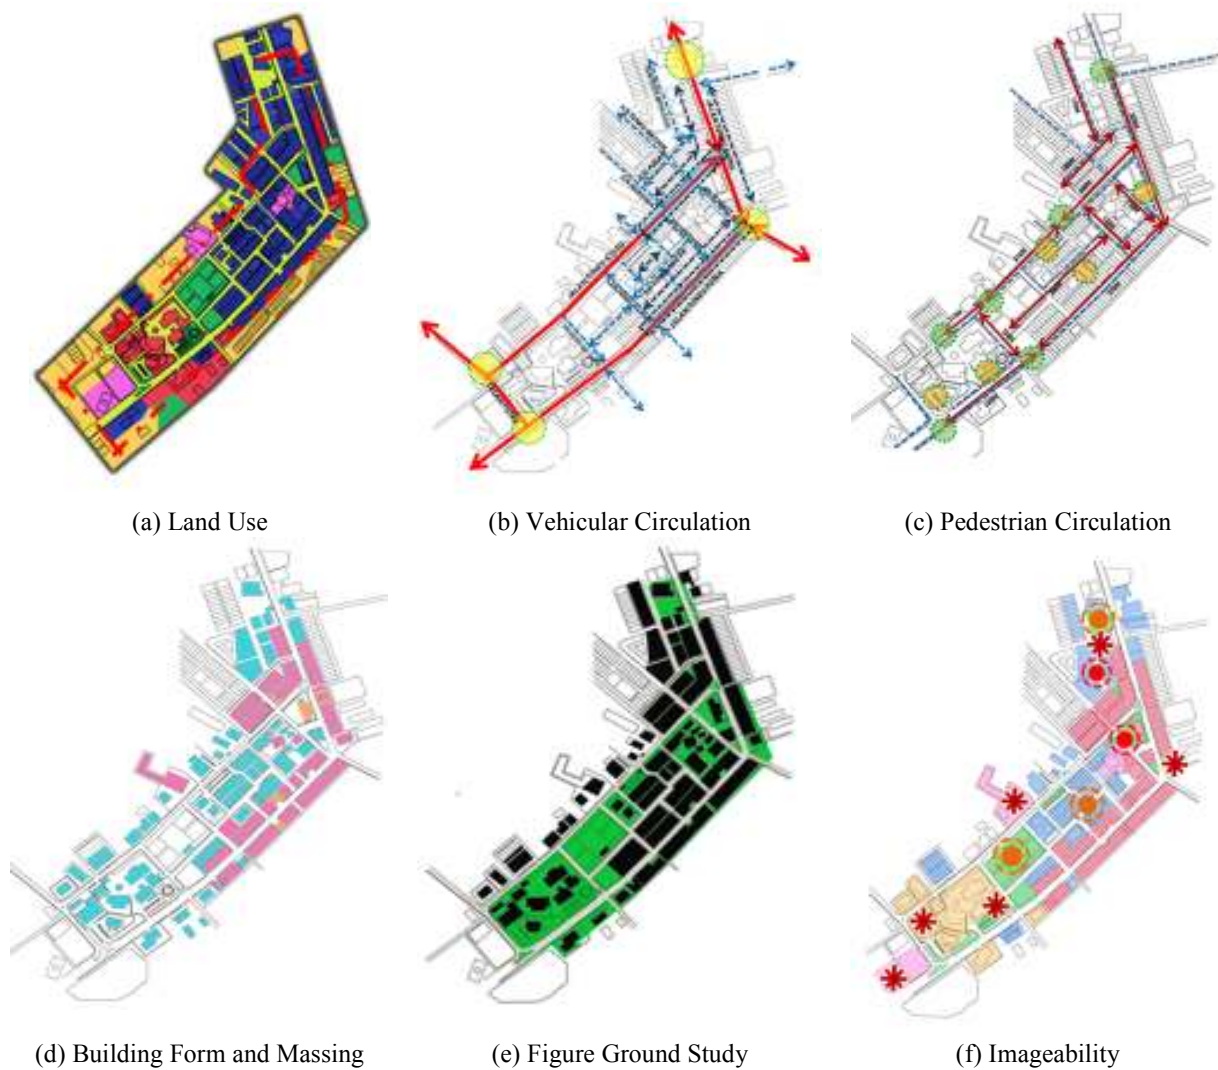 (a) Land Use
(b) Vehicular Circulation
(c) Pedestrian Circulation
(d) Building Form and Massing
(e) Figure Ground Study
(f) Imageability